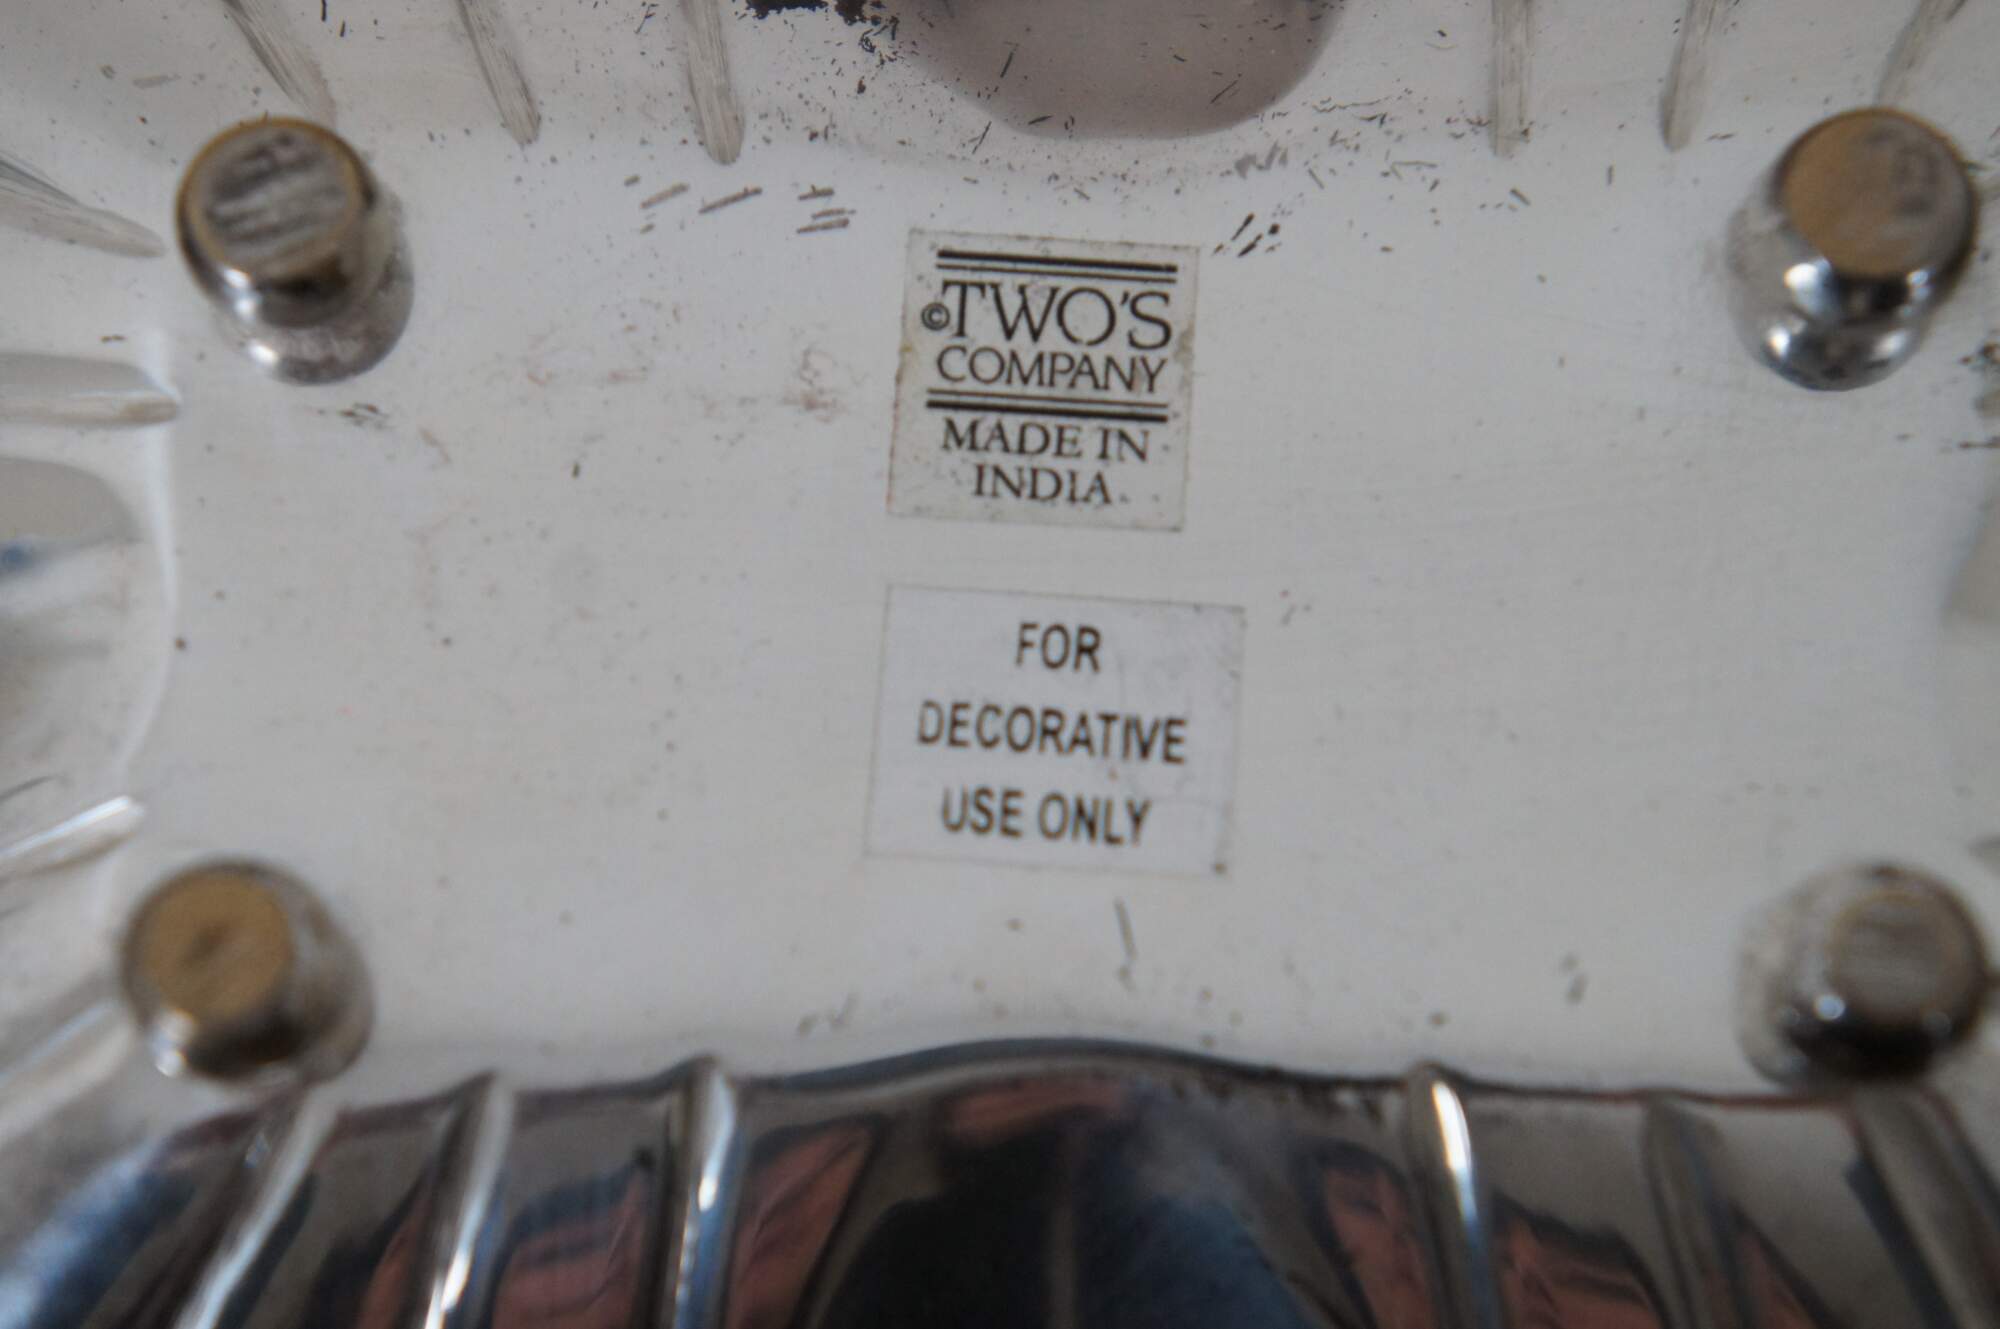 ©TWO'S
COMPANY
MADE IN
INDIA
FOR
DECORATIVE
USE ONLY